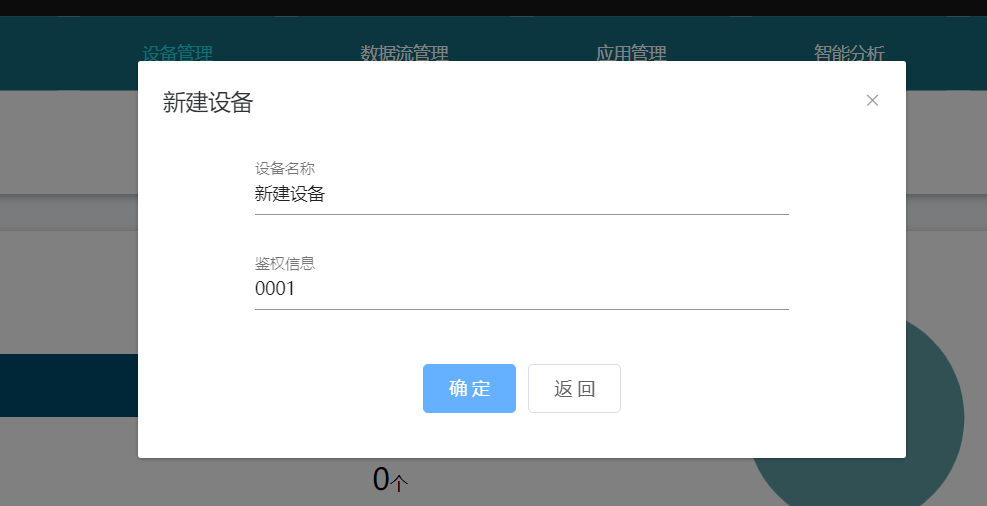 设备管理 数据流管理 应用管理 智能分析
新建设备
设备名称
新建设备
鉴权信息
0001
确定 返回
0个